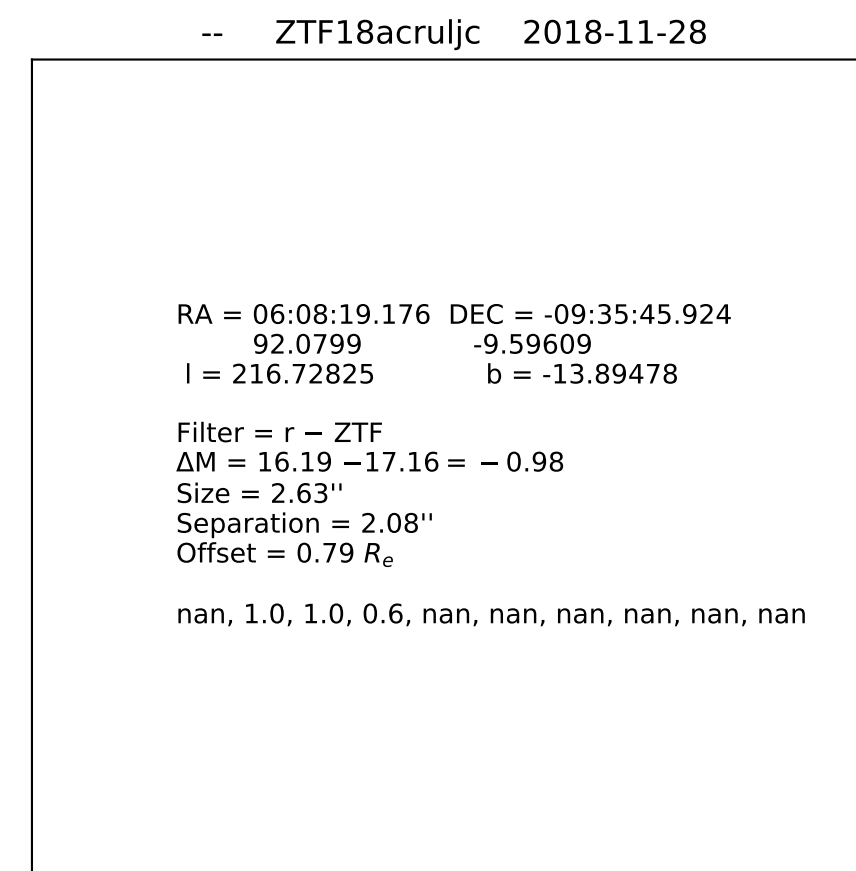 -- ZTF18acruljc 2018-11-28
RA = 06:08:19.176 DEC = -09:35:45.924
92.0799 -9.59609
l = 216.72825 b = -13.89478
Filter = r − ZTF
ΔM = 16.19 −17.16 = − 0.98
Size = 2.63''
Separation = 2.08''
Offset = 0.79 Rₑ
nan, 1.0, 1.0, 0.6, nan, nan, nan, nan, nan, nan